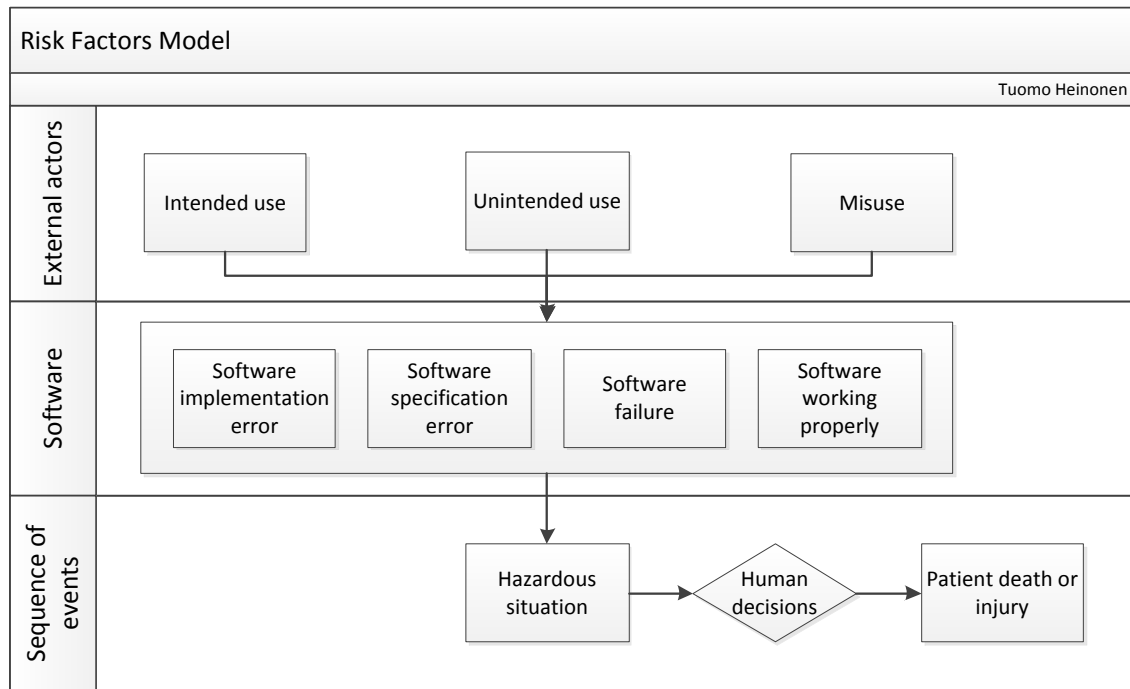 Risk Factors Model
Tuomo Heinonen
External actors
Intended use
Unintended use
Misuse
Software
Software
implementation
error
Software
specification
error
Software
failure
Software
working
properly
Sequence of
events
Hazardous
situation
Human
decisions
Patient death or
injury